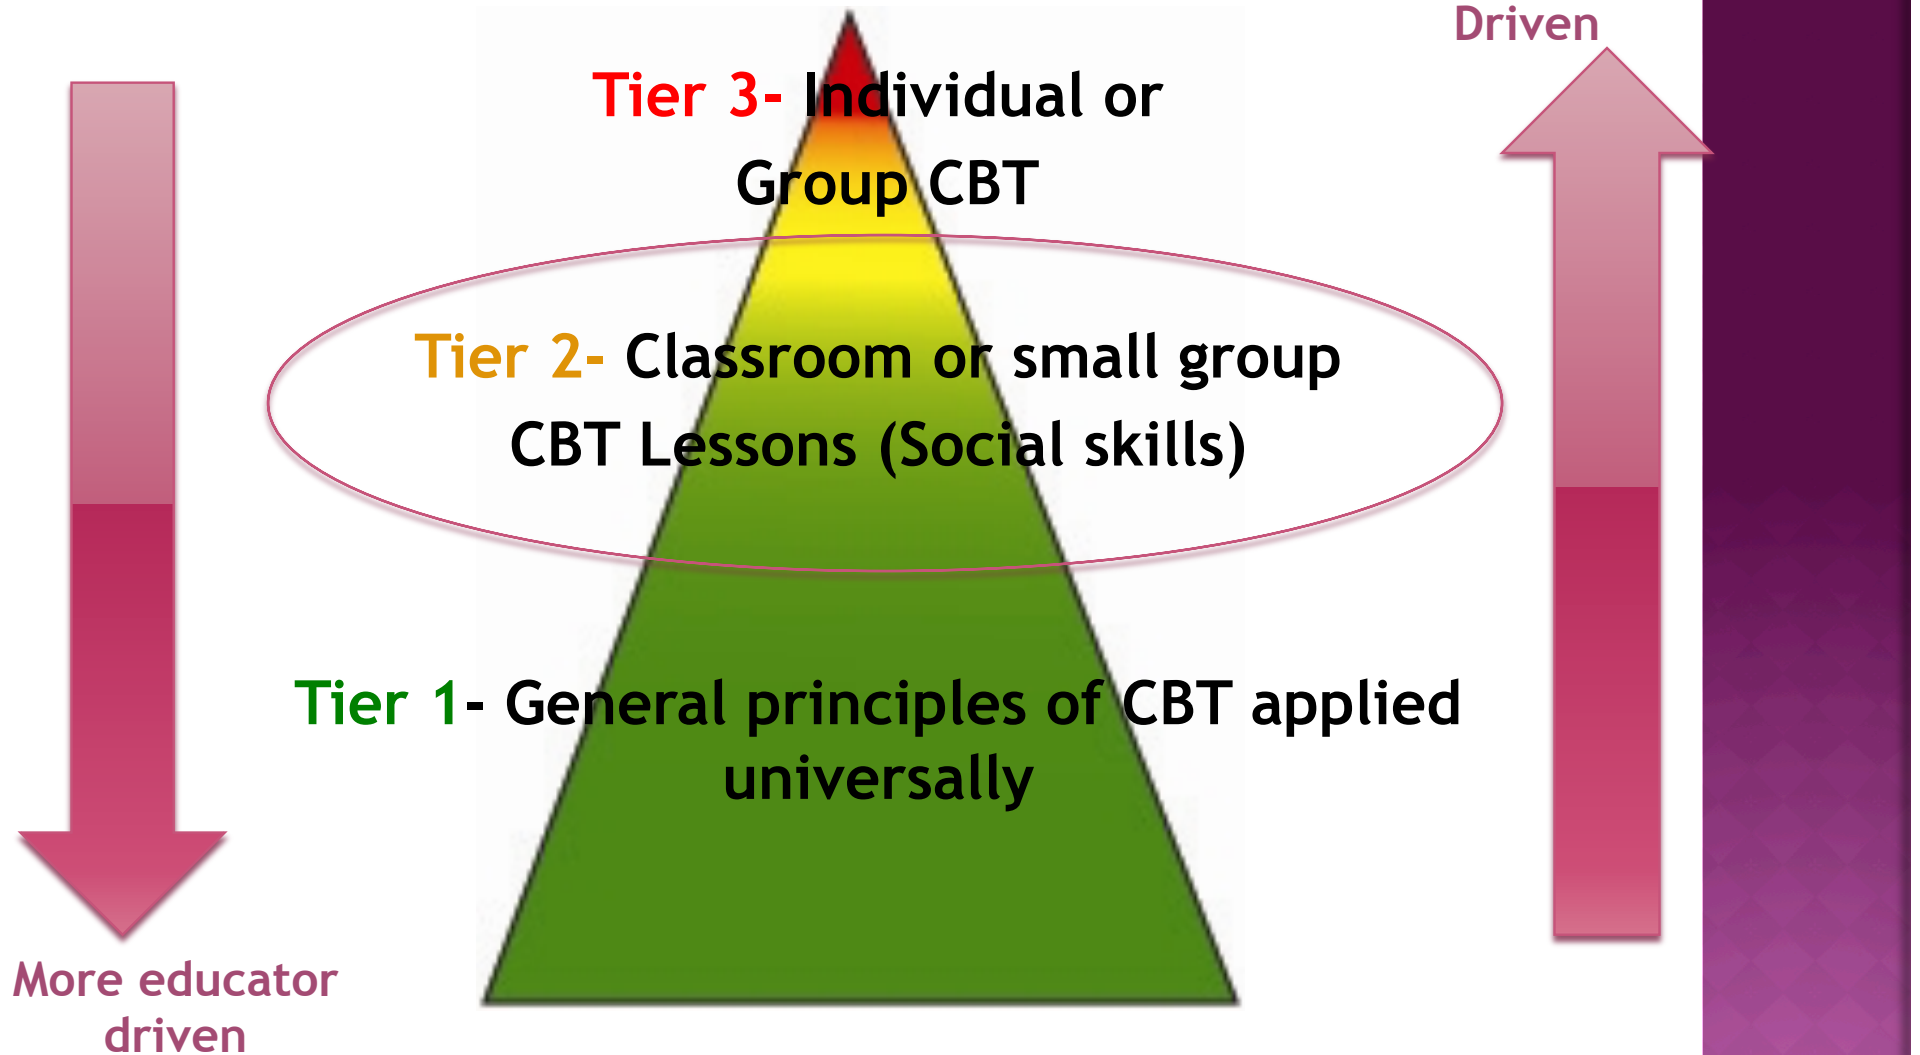 Driven
Tier 3- Individual or
Group CBT
Tier 2- Classroom or small group
CBT Lessons (Social skills)
Tier 1- General principles of CBT applied
universally
More educator
driven